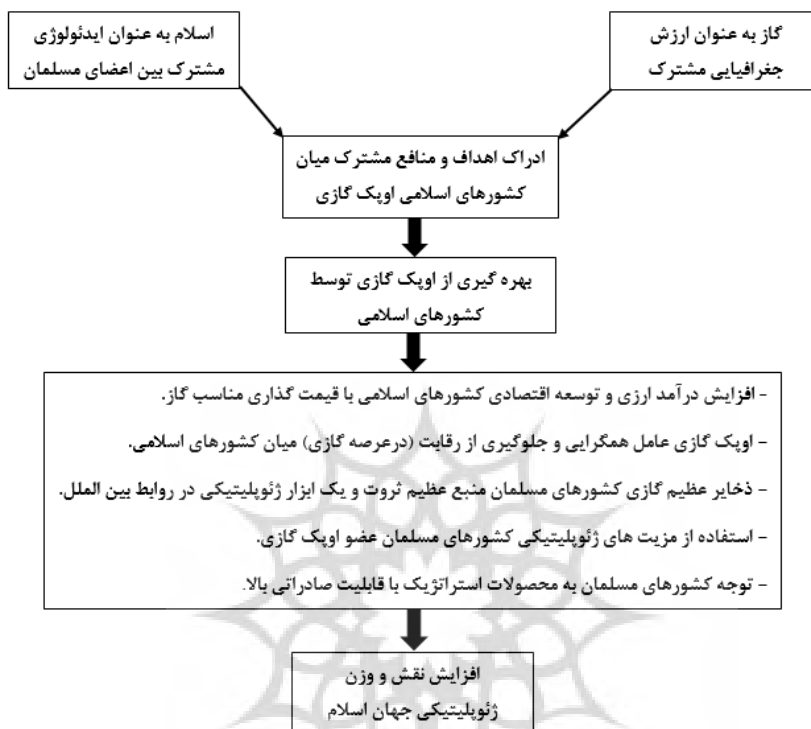 گاز به عنوان ارزش
جغرافیایی مشترک
اسلام به عنوان ایدئولوژی
مشترک بین اعضای مسلمان
ادراک اهداف و منافع مشترک میان
کشورهای اسلامی اوپک گازی
بهره گیری از اوپک گازی توسط
کشورهای اسلامی
- افزایش درآمد ارزی و توسعه اقتصادی کشورهای اسلامی با قیمت گذاری مناسب گاز.
- اوپک گازی عامل همگرایی و جلوگیری از رقابت (درعرصه گازی) میان کشورهای اسلامی.
- ذخایر عظیم گازی کشورهای مسلمان منبع عظیم ثروت و یک ابزار ژئوپلیتیکی در روابط بین الملل.
- استفاده از مزیت های ژئوپلیتیکی کشورهای مسلمان عضو اوپک گازی.
- توجه کشورهای مسلمان به محصولات استراتژیک با قابلیت صادراتی بالا.
افزایش نقش و وزن
ژئوپلیتیکی جهان اسلام